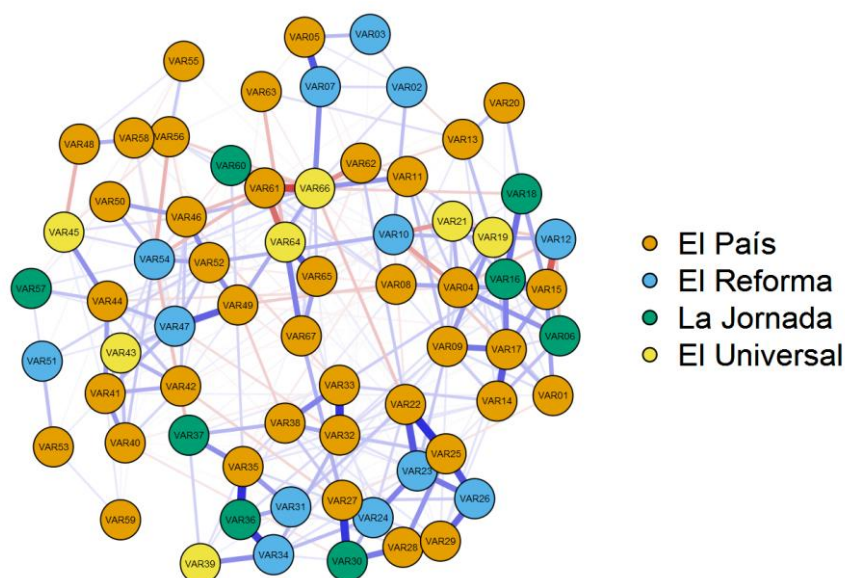 VAR05
VAR03
VAR55
VAR07
VAR02
VAR63
VAR20
VAR48
VAR58
VAR56
VAR13
VAR60
VAR62
VAR61
VAR66
VAR11
VAR18
VAR50
VAR46
VAR45
VAR10
VAR21
VAR19
VAR12
VAR64
VAR54
VAR52
VAR65
VAR57
VAR08
VAR04
VAR16
VAR15
VAR44
VAR49
VAR47
VAR67
VAR06
VAR43
VAR09
VAR17
VAR51
VAR42
VAR33
VAR41
VAR22
VAR14
VAR01
VAR38
VAR37
VAR32
VAR40
VAR53
VAR25
VAR35
VAR23
VAR27
VAR26
VAR31
VAR59
VAR36
VAR24
VAR29
VAR28
VAR34
VAR39
VAR30
El País
El Reforma
La Jornada
El Universal